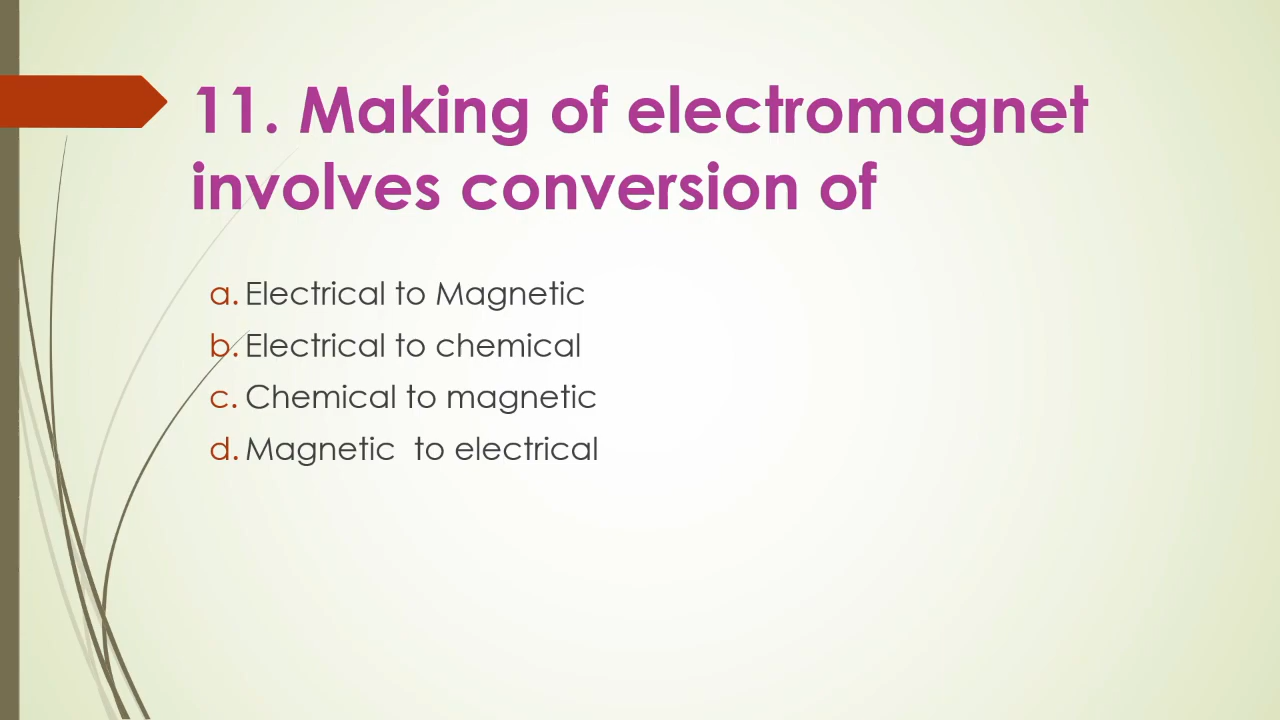 11. Making of electromagnet
involves conversion of
a. Electrical to Magnetic
b. Electrical to chemical
c. Chemical to magnetic
d. Magnetic  to electrical